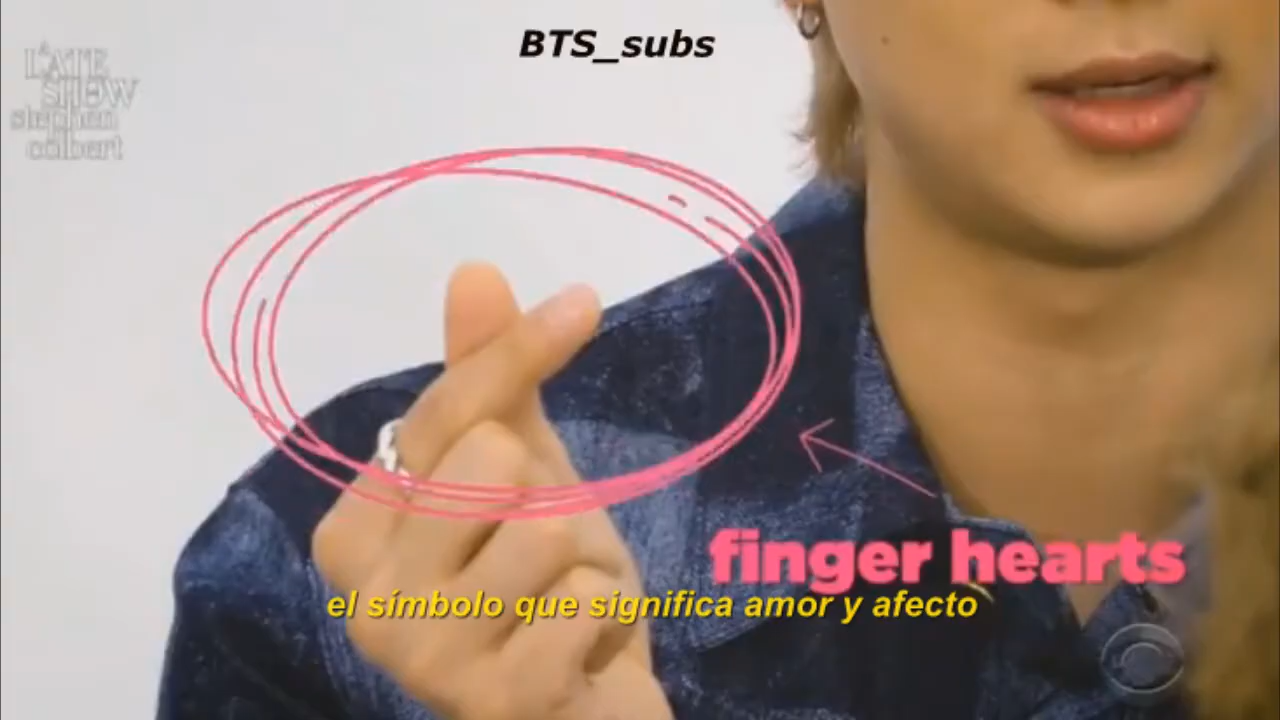 BTS_subs
A
LATE
SHOW
stephen
colbert
finger hearts
el símbolo que significa amor y afecto